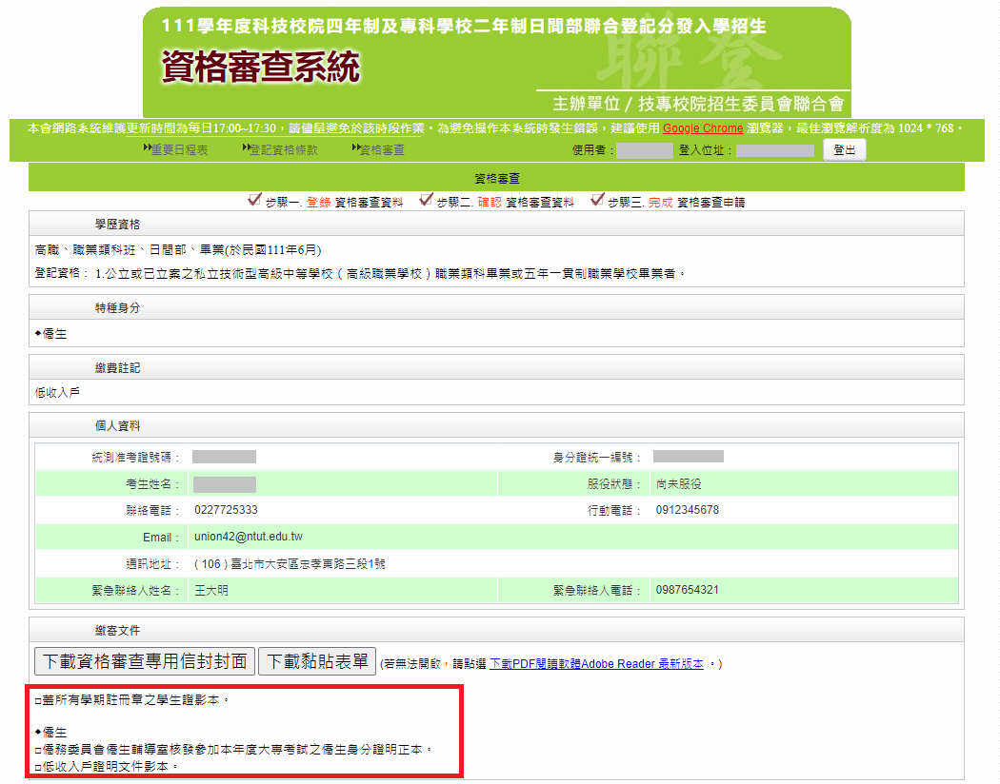 111學年度科技校院四年制及專科學校二年制日間部聯合登記分發入學招生
聯登
資格審查系統
主辦單位 / 技專校院招生委員會聯合會
本會網路系統維護更新時間為每日17:00~17:30，請儘量避免於該時段作業。為避免操作本系統時發生錯誤，建議使用 Google Chrome 瀏覽器，最佳瀏覽解析度為 1024 * 768。
重要日程表 登記資格條款 資格審查 使用者： 登入位址： 登出
資格審查
步驟一. 登錄 資格審查資料 步驟二. 確認 資格審查資料 步驟三. 完成 資格審查申請
學歷資格
高職、職業類科班、日間部、畢業(於民國111年6月)
登記資格： 1.公立或已立案之私立技術型高級中等學校（高級職業學校）職業類科畢業或五年一貫制職業學校畢業者。
特種身分
◆僑生
繳費註記
低收入戶
個人資料
統測准考證號碼： 身分證統一編號：
考生姓名： 服役狀態： 尚未服役
聯絡電話： 0227725333 行動電話： 0912345678
Email： union42@ntut.edu.tw
通訊地址： ( 106 ) 臺北市大安區忠孝東路三段1號
緊急聯絡人姓名： 王大明 緊急聯絡人電話： 0987654321
繳寄文件
下載資格審查專用信封封面 下載黏貼表單 (若無法開啟，請點選 下載PDF閱讀軟體Adobe Reader 最新版本 。)
□蓋所有學期註冊章之學生證影本。
◆僑生
□僑務委員會僑生輔導室核發參加本年度大專考試之僑生身分證明正本。
□低收入戶證明文件影本。